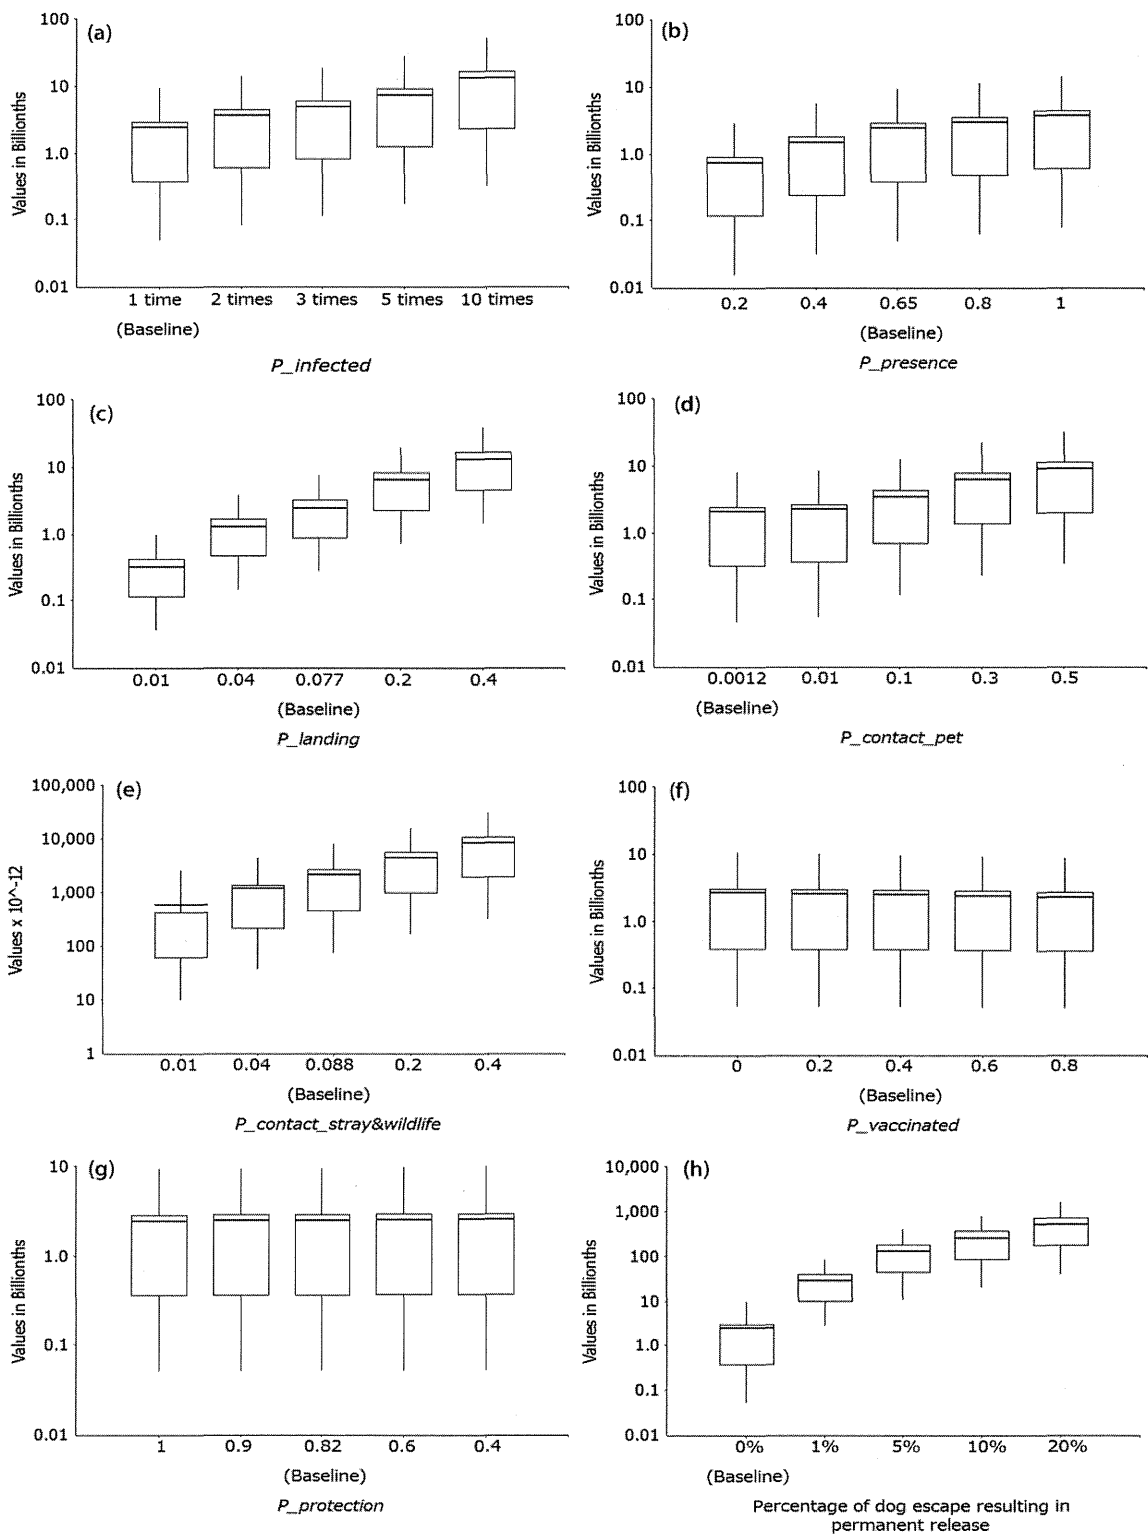 (a)
Values in Billionths
100
10
1.0
0.1
0.01
1 time 2 times 3 times 5 times 10 times
(Baseline)
P_infected
(b)
Values in Billionths
100
10
1.0
0.1
0.01
0.2 0.4 0.65 0.8 1
(Baseline)
P_presence
(c)
Values in Billionths
100
10
1.0
0.1
0.01
0.01 0.04 0.077 0.2 0.4
(Baseline)
P_landing
(d)
Values in Billionths
100
10
1.0
0.1
0.01
0.0012 0.01 0.1 0.3 0.5
(Baseline)
P_contact_pet
(e)
Values x 10^-12
100,000
10,000
1,000
100
10
1
0.01 0.04 0.088 0.2 0.4
(Baseline)
P_contact_stray&wildlife
(f)
Values in Billionths
100
10
1.0
0.1
0.01
0 0.2 0.4 0.6 0.8
(Baseline)
P_vaccinated
(g)
Values in Billionths
10
1.0
0.1
0.01
1 0.9 0.82 0.6 0.4
(Baseline)
P_protection
(h)
Values in Billionths
10,000
1,000
100
10
1.0
0.1
0.01
0% 1% 5% 10% 20%
(Baseline)
Percentage of dog escape resulting in
permanent release